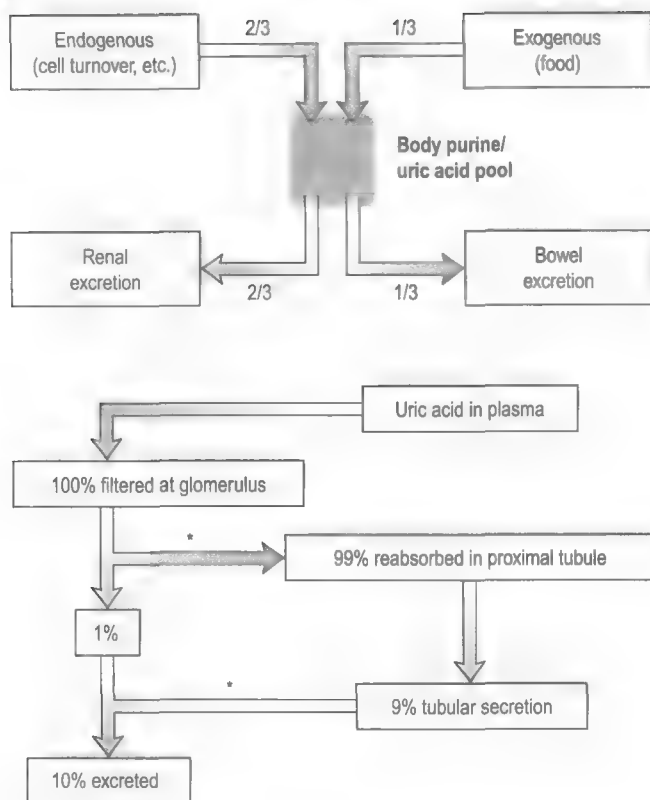 Endogenous
(cell turnover, etc.)
2/3
1/3
Exogenous
(food)
Body purine/
uric acid pool
Renal
excretion
2/3
1/3
Bowel
excretion
Uric acid in plasma
100% filtered at glomerulus
*
99% reabsorbed in proximal tubule
1%
*
9% tubular secretion
10% excreted